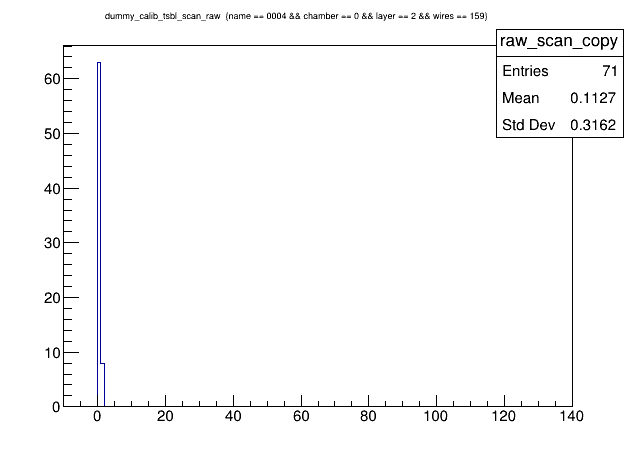 dummy_calib_tsbl_scan_raw  (name == 0004 && chamber == 0 && layer == 2 && wires == 159)
raw_scan_copy
Entries 71
Mean 0.1127
Std Dev 0.3162
60
50
40
30
20
10
0
0 20 40 60 80 100 120 140